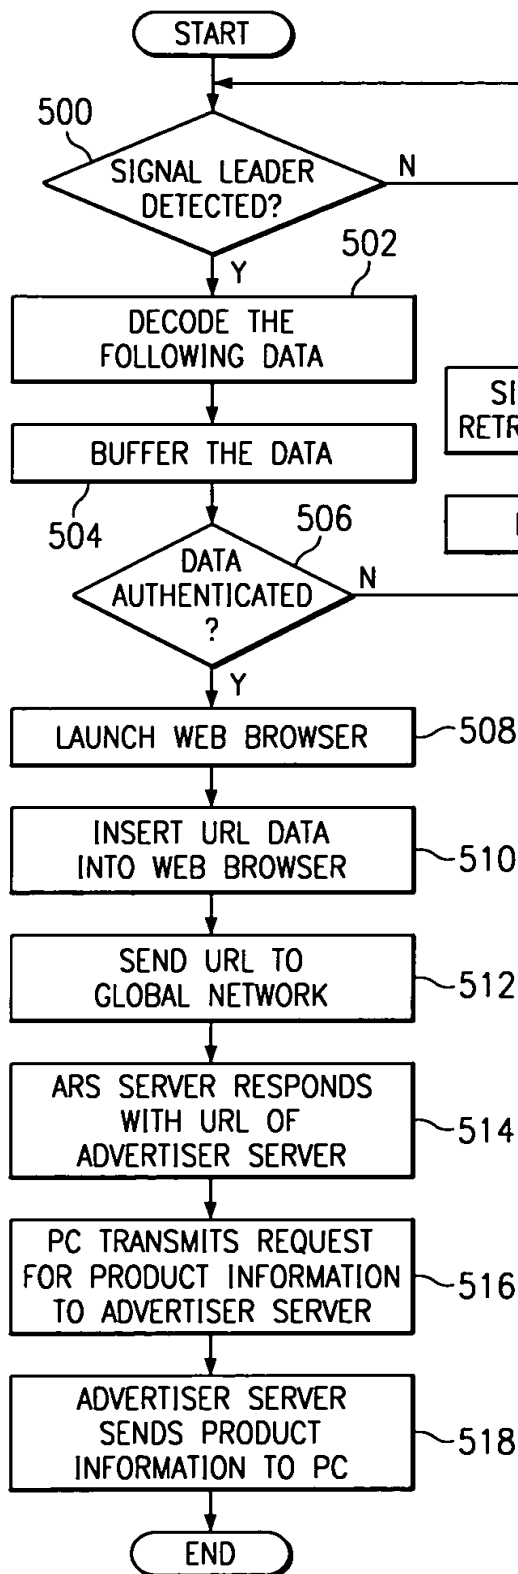 START
500
SIGNAL LEADER
DETECTED?
N
Y
502
DECODE THE
FOLLOWING DATA
SI
RETR
BUFFER THE DATA
504
506
DATA
AUTHENTICATED
?
N
Y
LAUNCH WEB BROWSER
508
INSERT URL DATA
INTO WEB BROWSER
510
SEND URL TO
GLOBAL NETWORK
512
ARS SERVER RESPONDS
WITH URL OF
ADVERTISER SERVER
514
PC TRANSMITS REQUEST
FOR PRODUCT INFORMATION
TO ADVERTISER SERVER
516
ADVERTISER SERVER
SENDS PRODUCT
INFORMATION TO PC
518
END